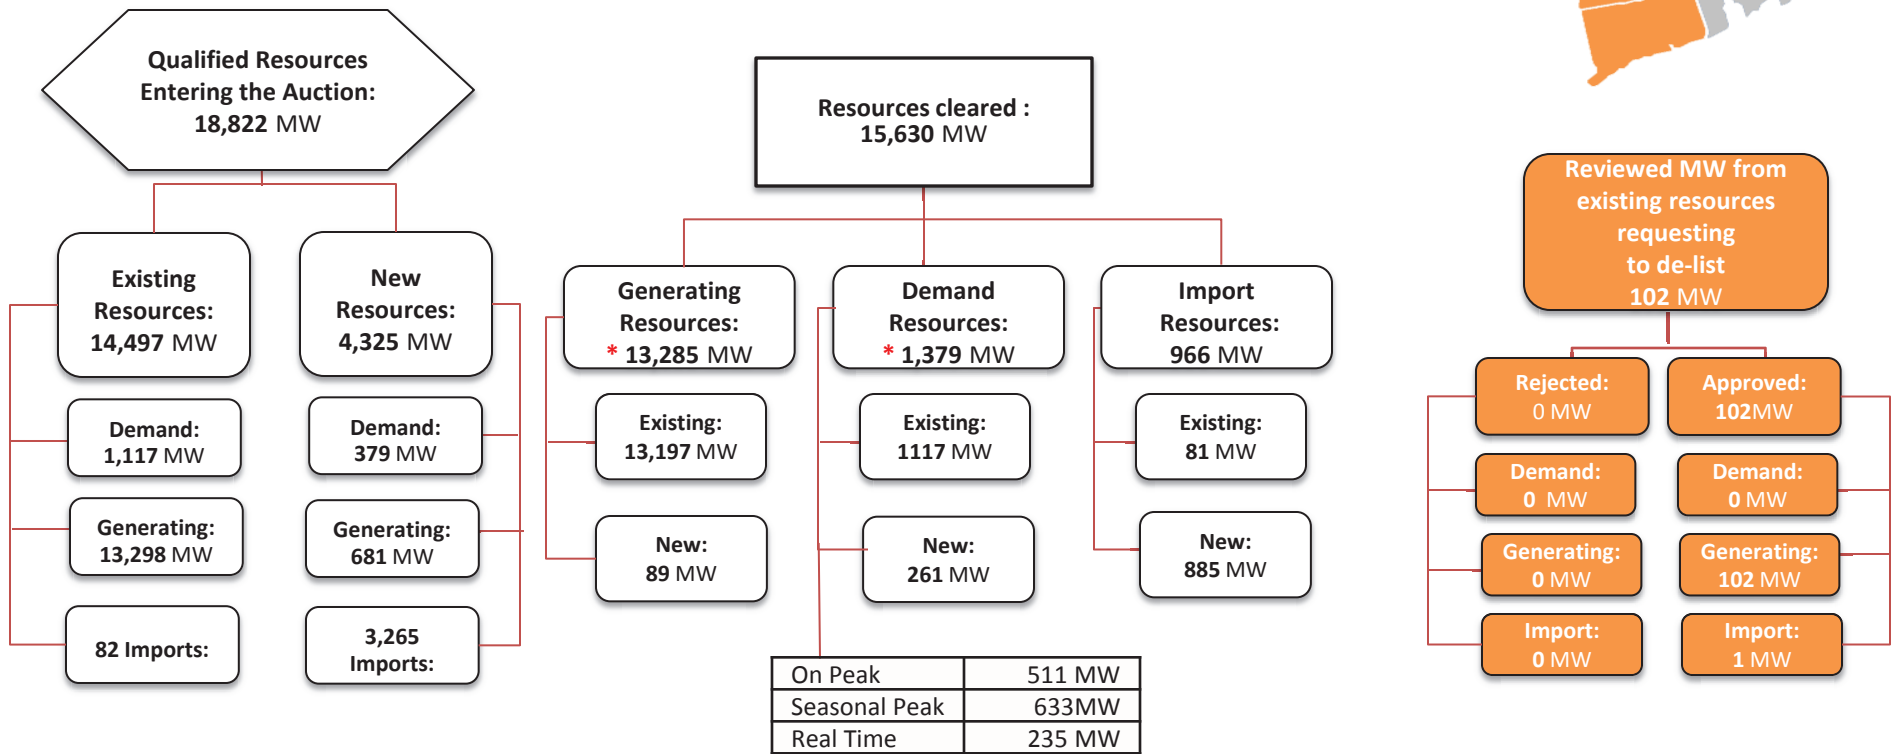 Qualified Resources
Entering the Auction:
18,822 MW
Existing
Resources:
14,497 MW
New
Resources:
4,325 MW
Demand:
1,117 MW
Demand:
379 MW
Generating:
13,298 MW
Generating:
681 MW
82 Imports:
3,265
Imports:
Resources cleared :
15,630 MW
Generating
Resources:
* 13,285 MW
Demand
Resources:
* 1,379 MW
Import
Resources:
966 MW
Existing:
13,197 MW
Existing:
1117 MW
Existing:
81 MW
New:
89 MW
New:
261 MW
New:
885 MW
On Peak 511 MW
Seasonal Peak 633MW
Real Time 235 MW
Reviewed MW from
existing resources
requesting
to de-list
102 MW
Rejected:
0 MW
Approved:
102MW
Demand:
0 MW
Demand:
0 MW
Generating:
0 MW
Generating:
102 MW
Import:
0 MW
Import:
1 MW